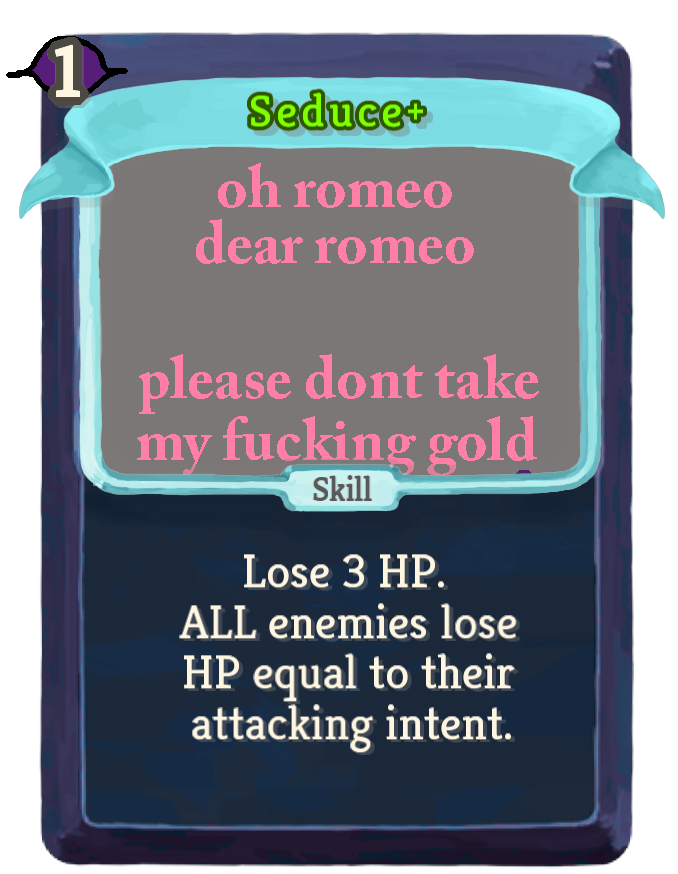 1
Seduce+
oh romeo
dear romeo
please dont take
my fucking gold
Skill
Lose 3 HP.
ALL enemies lose
HP equal to their
attacking intent.